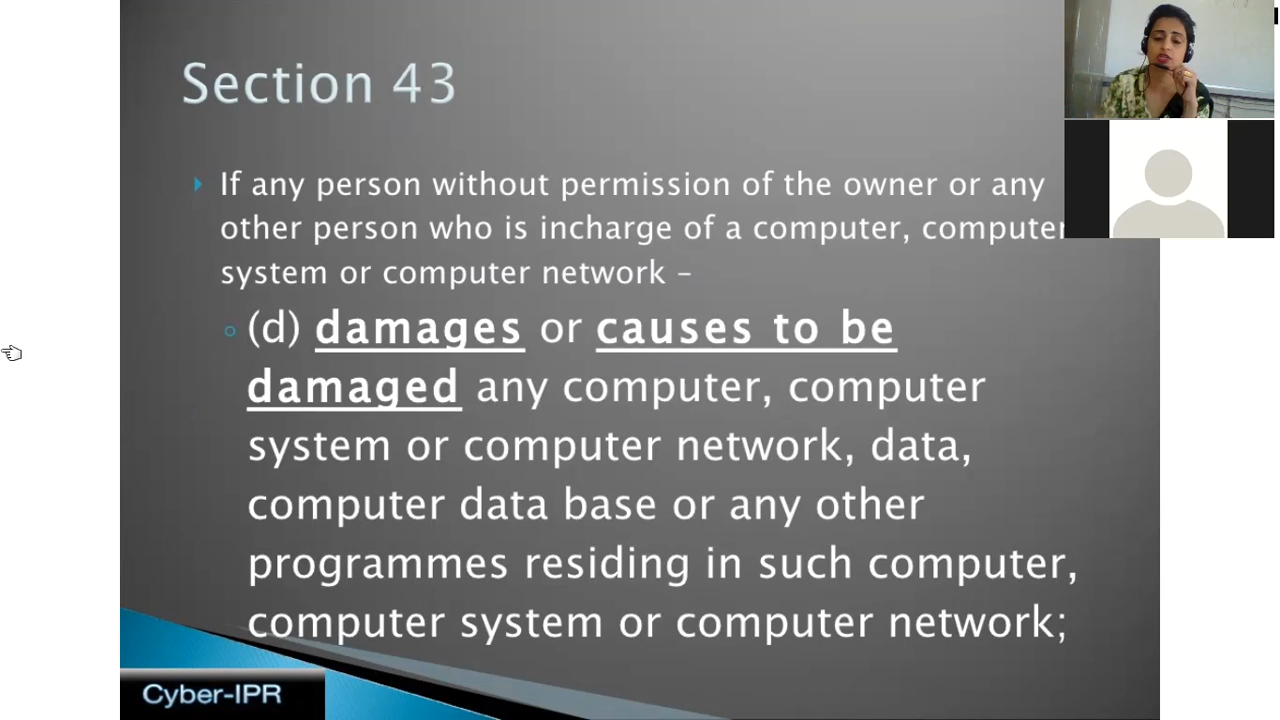 Section 43
If any person without permission of the owner or any
other person who is incharge of a computer, computer
system or computer network –
(d) damages or causes to be
damaged any computer, computer
system or computer network, data,
computer data base or any other
programmes residing in such computer,
computer system or computer network;
Cyber-IPR